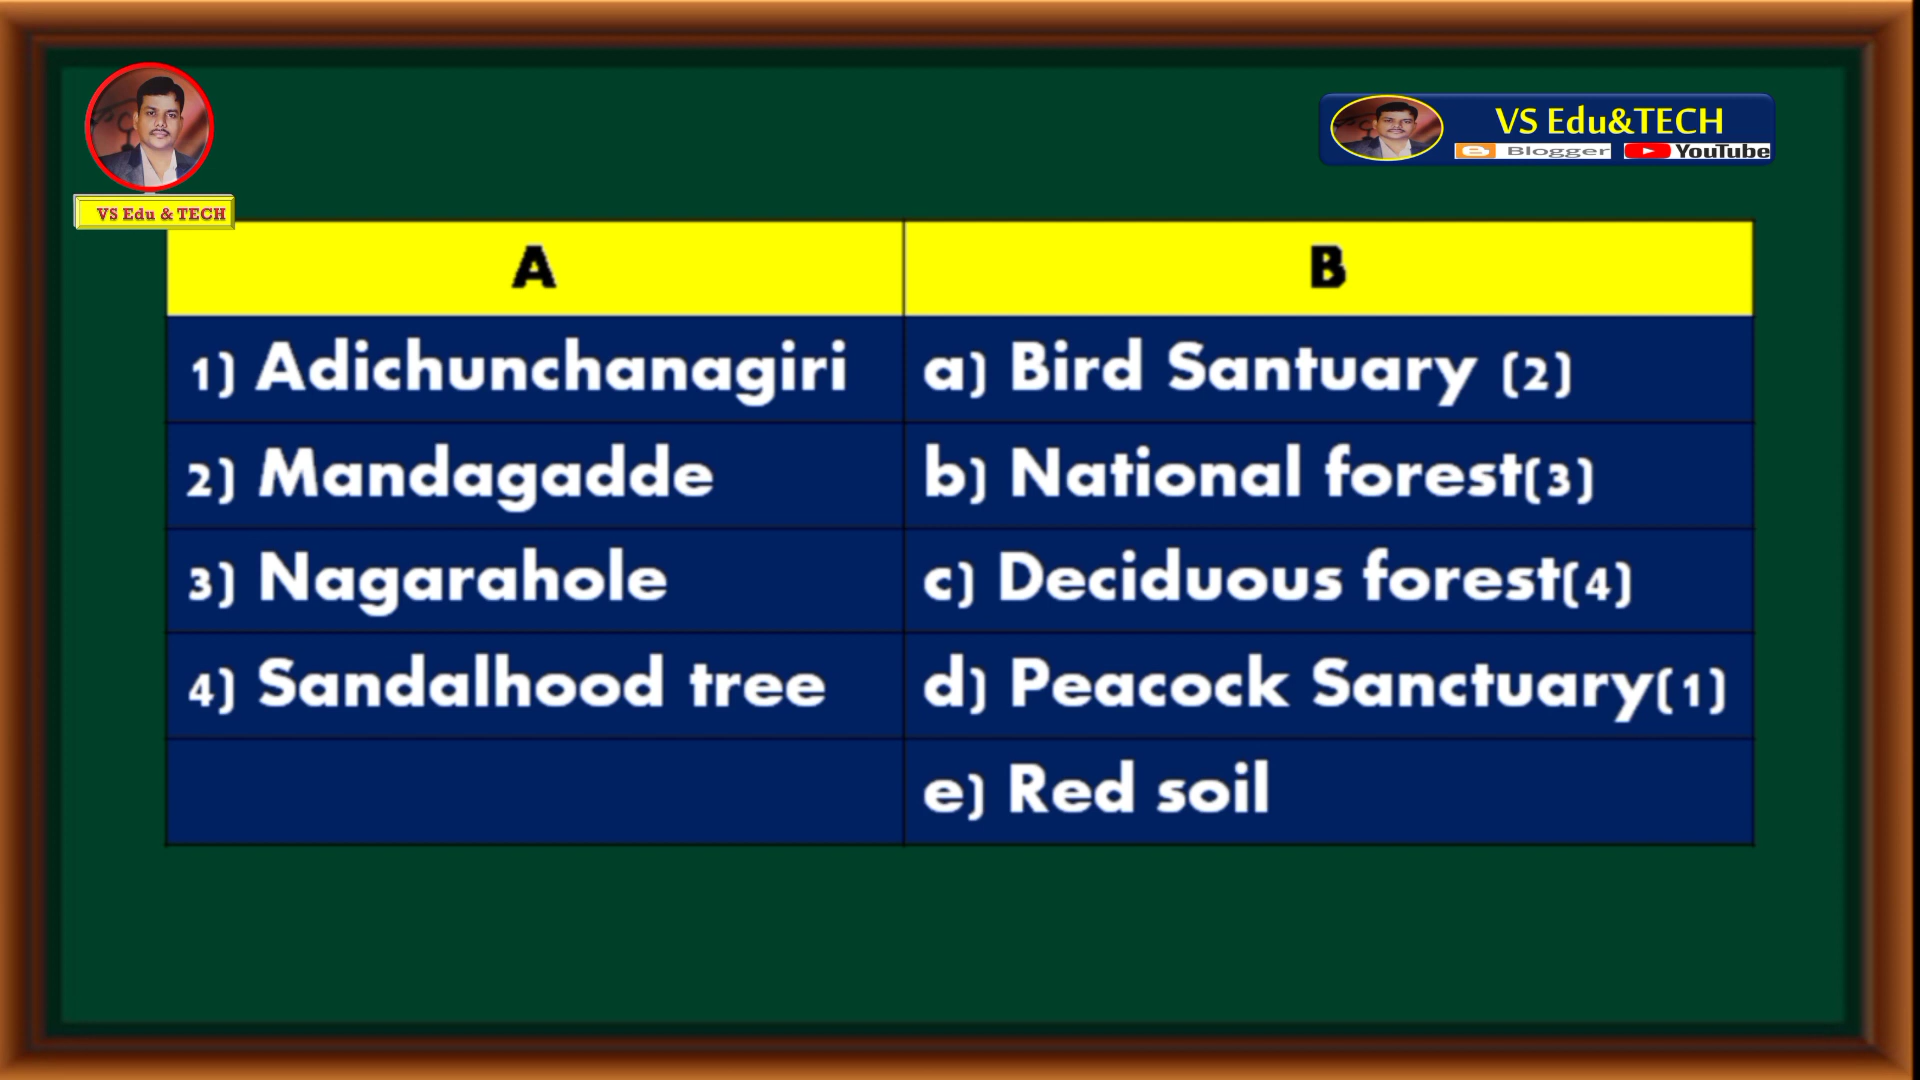 VS Edu & TECH
VS Edu&TECH
Blogger YouTube
A B
1) Adichunchanagiri a) Bird Santuary (2)
2) Mandagadde b) National forest(3)
3) Nagarahole c) Deciduous forest(4)
4) Sandalhood tree d) Peacock Sanctuary(1)
e) Red soil